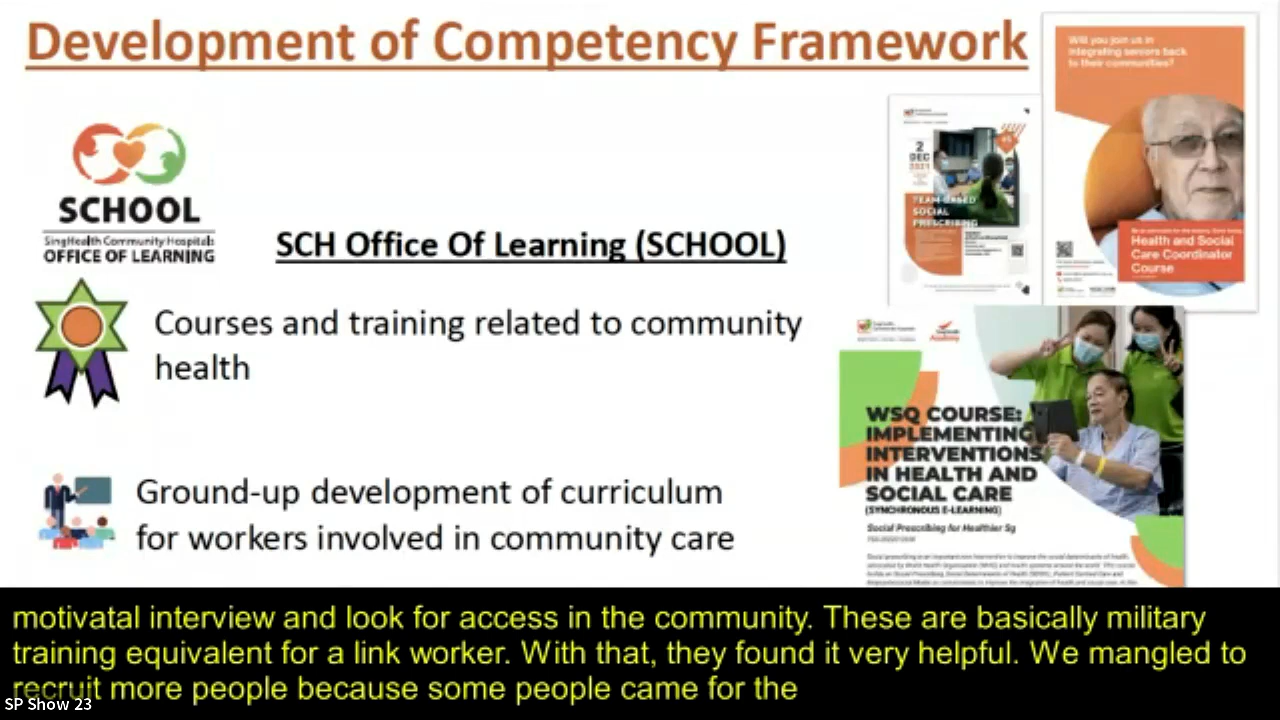 Development of Competency Framework
Will you join us in
integrating seniors back
to their communities?
SCHOOL
SingHealth Community Hospitals
OFFICE OF LEARNING
SCH Office Of Learning (SCHOOL)
2
DEC
2021
TEAM-BASED
SOCIAL
PRESCRIBING
Health and Social
Care Coordinator
Course
Courses and training related to community
health
WSQ COURSE:
IMPLEMENTING
INTERVENTIONS
IN HEALTH AND
SOCIAL CARE
(SYNCHRONOUS E-LEARNING)
Social Prescribing for Healthier Sg
Ground-up development of curriculum
for workers involved in community care
motivatal interview and look for access in the community. These are basically military
training equivalent for a link worker. With that, they found it very helpful. We mangled to
recruit more people because some people came for the
SP Show 23